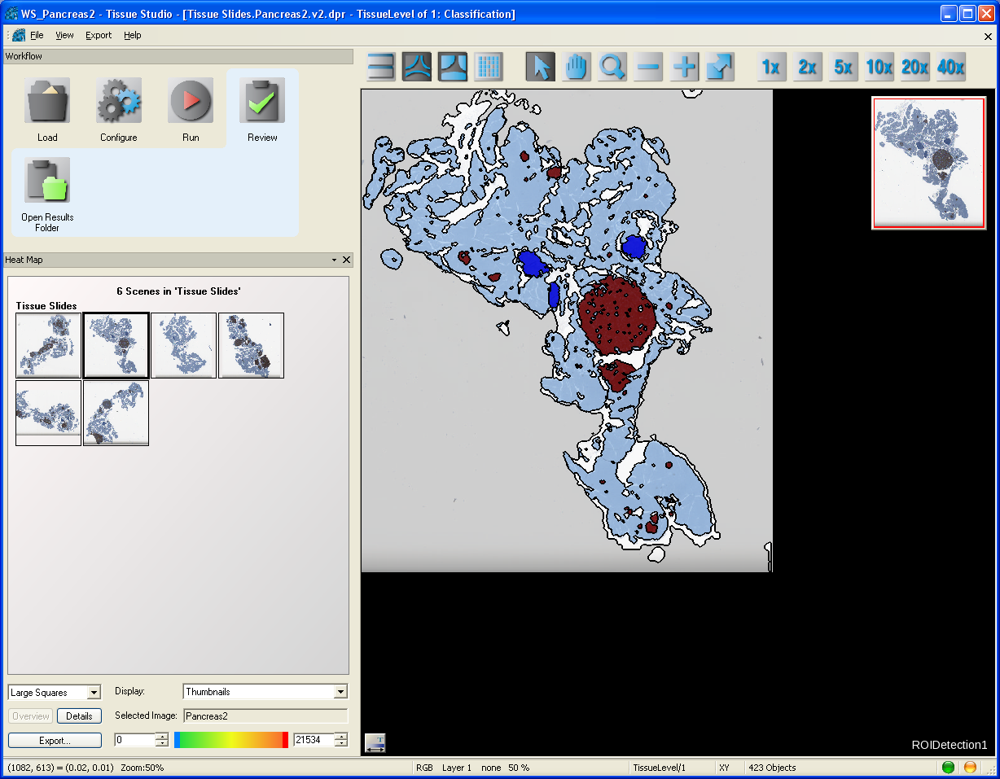 WS_Pancreas2 - Tissue Studio - [Tissue Slides.Pancreas2.v2.dpr - TissueLevel of 1: Classification]
File View Export Help
Workflow
Load Configure Run Review
Open Results
Folder
Heat Map
6 Scenes in 'Tissue Slides'
Tissue Slides
Large Squares
Display: Thumbnails
Overview Details
Selected Image: Pancreas2
Export...
0 21534
1x 2x 5x 10x 20x 40x
ROIDetection1
(1082, 613) = (0.02, 0.01) Zoom:50% RGB Layer 1 none 50 % TissueLevel/1 XY 423 Objects